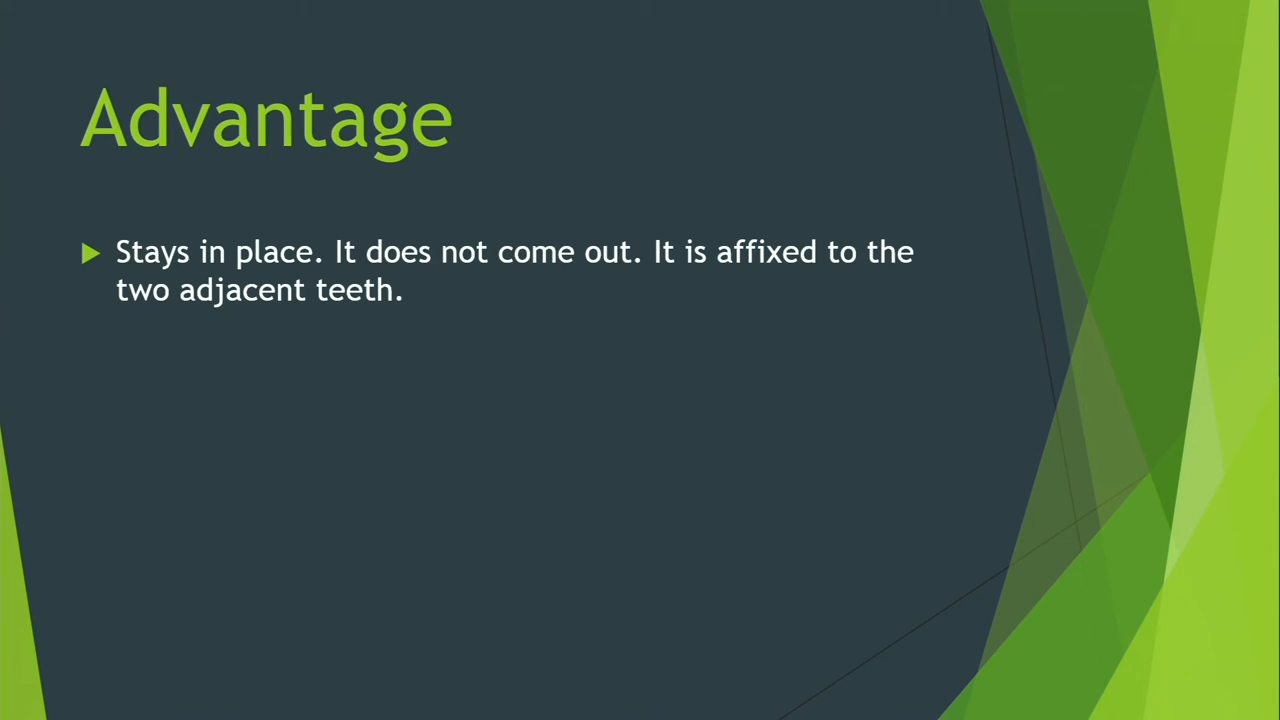 Advantage
Stays in place. It does not come out. It is affixed to the
two adjacent teeth.